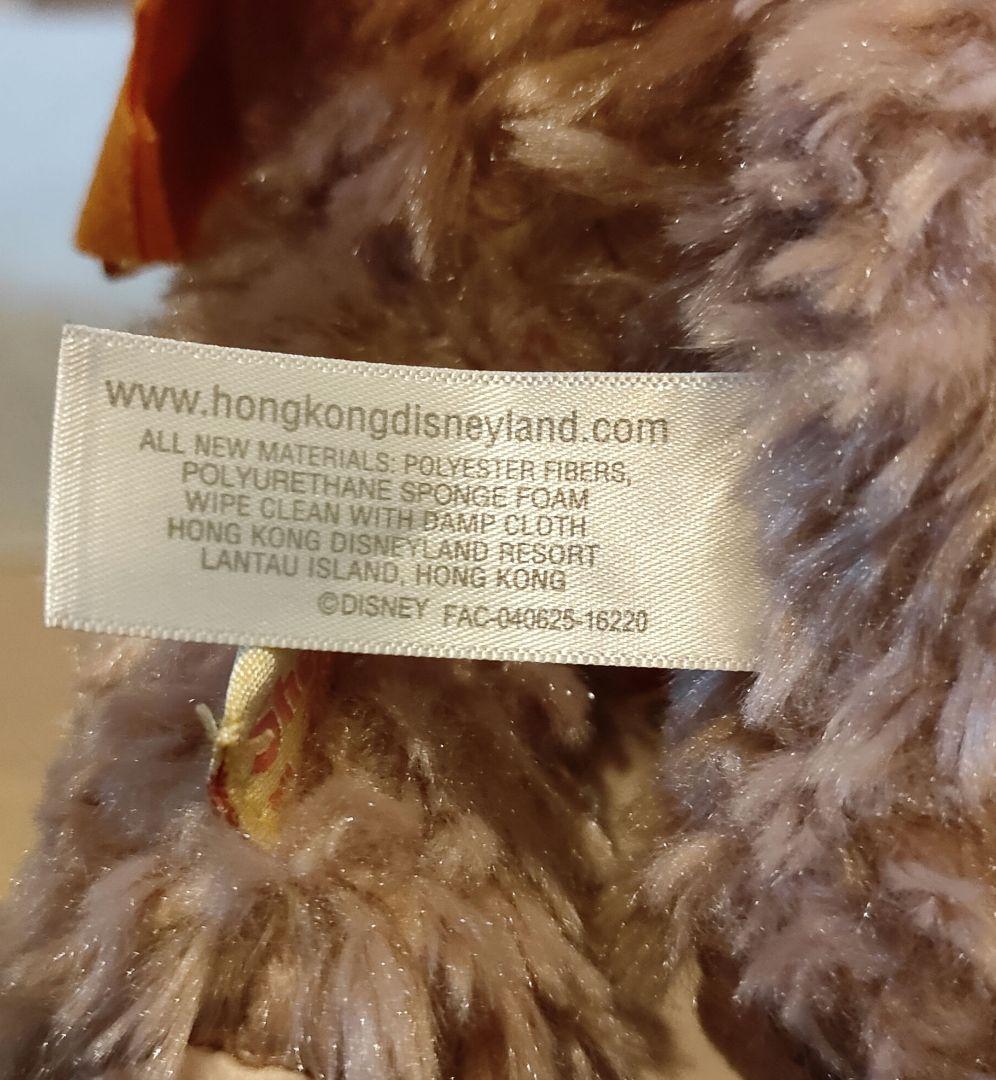 www.hongkongdisneyland.com
ALL NEW MATERIALS: POLYESTER FIBERS,
POLYURETHANE SPONGE FOAM
WIPE CLEAN WITH DAMP CLOTH
HONG KONG DISNEYLAND RESORT
LANTAU ISLAND, HONG KONG
©DISNEY FAC-040625-16220